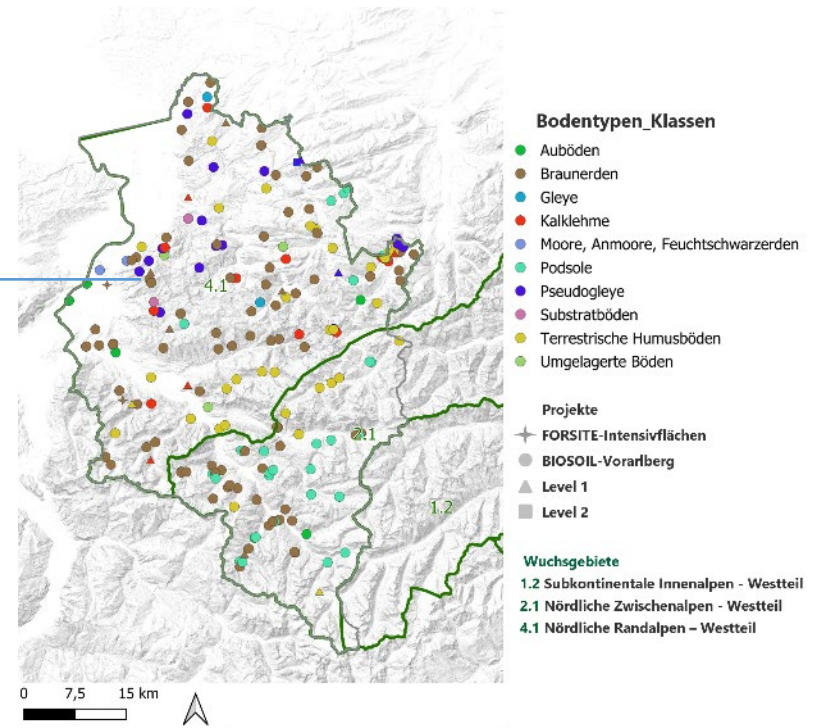 Bodentypen_Klassen
Auböden
Braunerden
Gleye
Kalklehme
Moore, Anmoore, Feuchtschwarzerden
Podsole
Pseudogleye
Substratböden
Terrestrische Humusböden
Umgelagerte Böden
Projekte
FORSITE-Intensivflächen
BIOSOIL-Vorarlberg
Level 1
Level 2
Wuchsgebiete
1.2 Subkontinentale Innenalpen - Westteil
2.1 Nördliche Zwischenalpen - Westteil
4.1 Nördliche Randalpen – Westteil
4.1
2.1
1.2
0 7,5 15 km